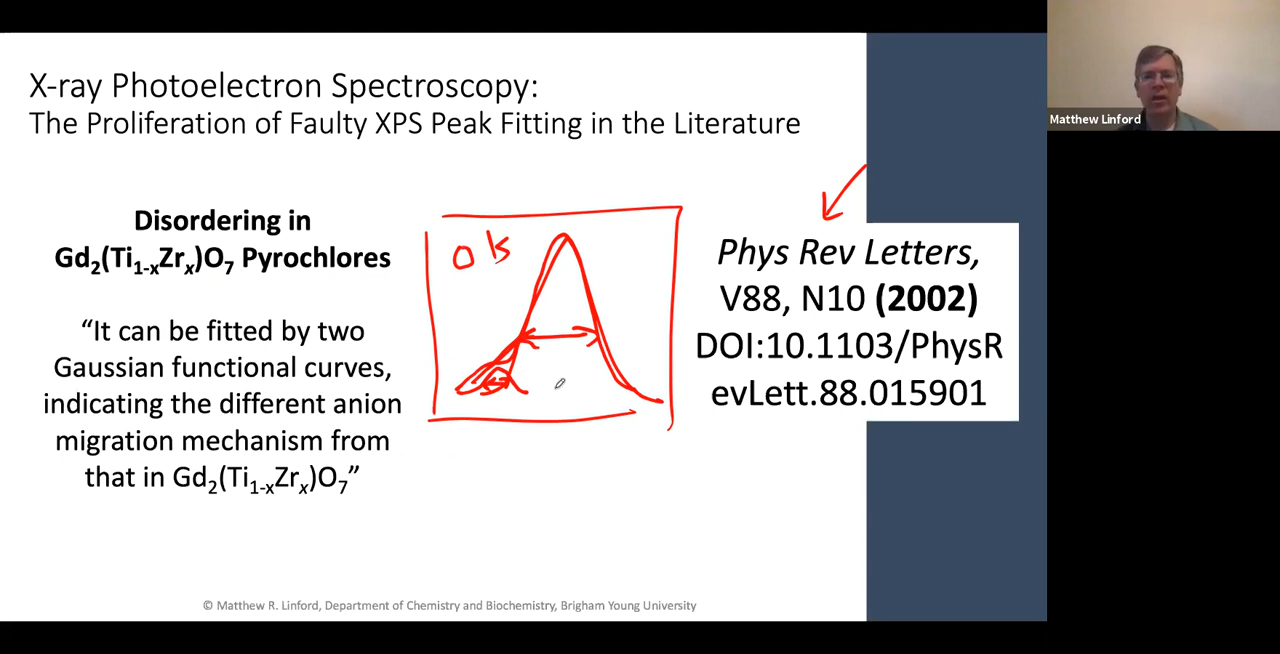 X-ray Photoelectron Spectroscopy:
The Proliferation of Faulty XPS Peak Fitting in the Literature
Matthew Linford
Disordering in
Gd₂(Ti₁₋ₓZrₓ)O₇ Pyrochlores
“It can be fitted by two
Gaussian functional curves,
indicating the different anion
migration mechanism from
that in Gd₂(Ti₁₋ₓZrₓ)O₇”
O 1s
Phys Rev Letters,
V88, N10 (2002)
DOI:10.1103/PhysR
evLett.88.015901
© Matthew R. Linford, Department of Chemistry and Biochemistry, Brigham Young University